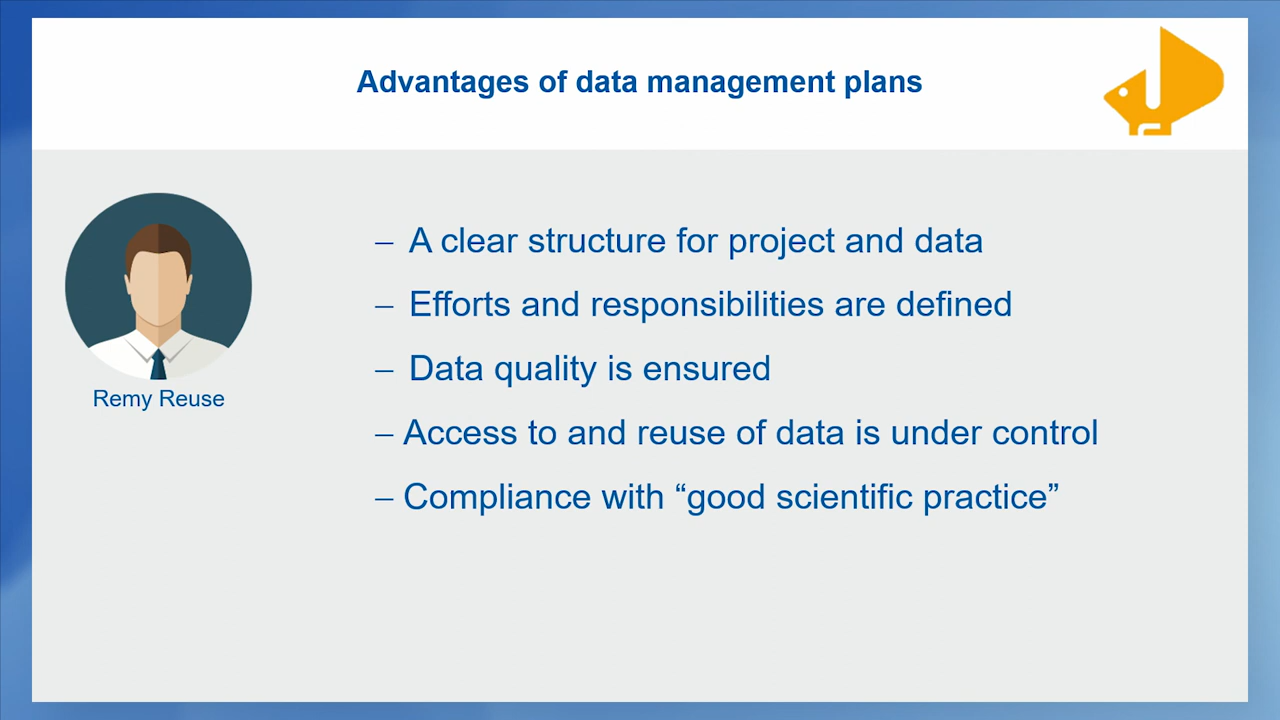 Advantages of data management plans
– A clear structure for project and data
– Efforts and responsibilities are defined
– Data quality is ensured
– Access to and reuse of data is under control
– Compliance with “good scientific practice”
Remy Reuse